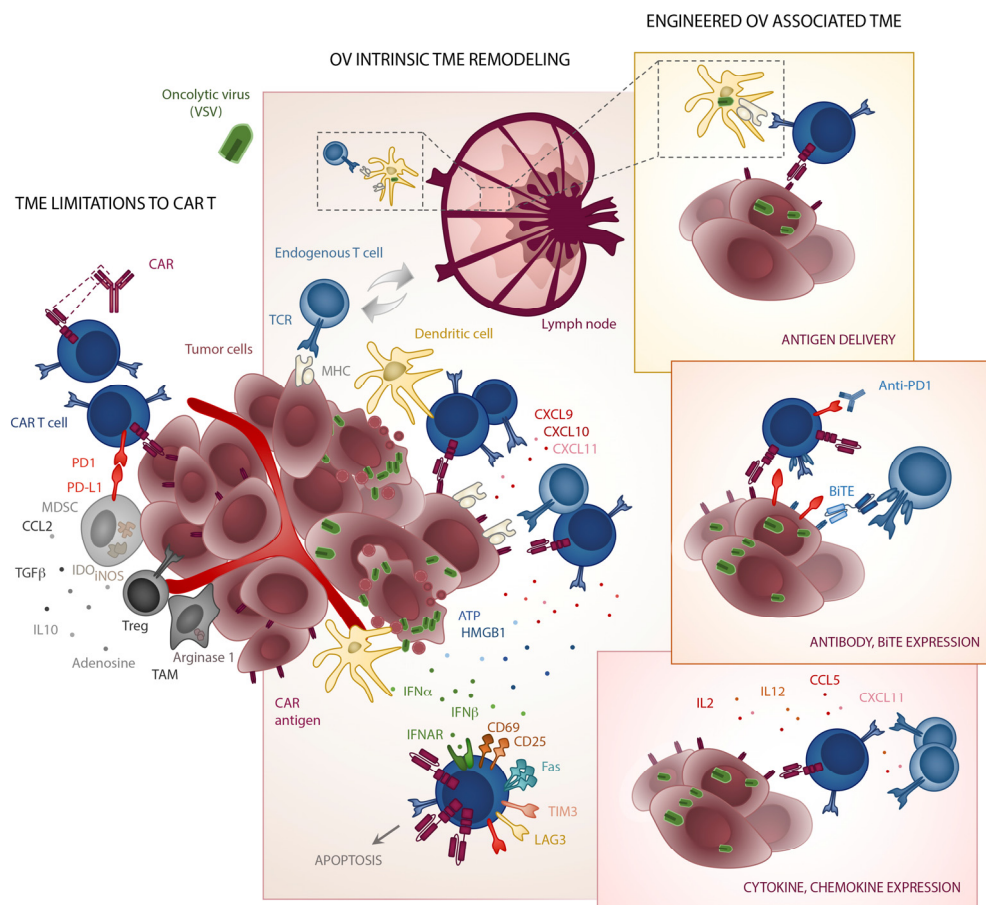 ENGINEERED OV ASSOCIATED TME
OV INTRINSIC TME REMODELING
Oncolytic virus
(VSV)
TME LIMITATIONS TO CAR T
CAR
Endogenous T cell
TCR
Lymph node
Dendritic cell
Tumor cells
MHC
ANTIGEN DELIVERY
CAR T cell
PD1
PD-L1
MDSC
CCL2
IDO
iNOS
TGFβ
Treg
IL10
Arginase 1
Adenosine
TAM
CXCL9
CXCL10
CXCL11
Anti-PD1
BiTE
ANTIBODY, BiTE EXPRESSION
ATP
HMGB1
CAR
antigen
IFNα
IFNβ
IFNAR
CD69
CD25
Fas
TIM3
LAG3
APOPTOSIS
IL2
IL12
CCL5
CXCL11
CYTOKINE, CHEMOKINE EXPRESSION